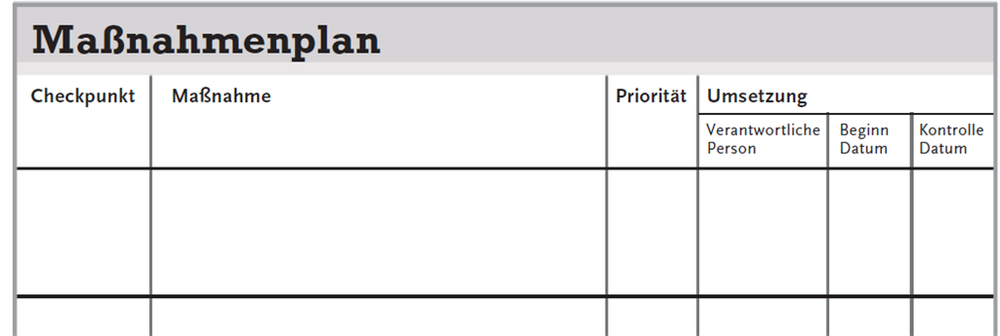 Maßnahmenplan
Checkpunkt Maßnahme Priorität Umsetzung
Verantwortliche Person
Beginn Datum
Kontrolle Datum